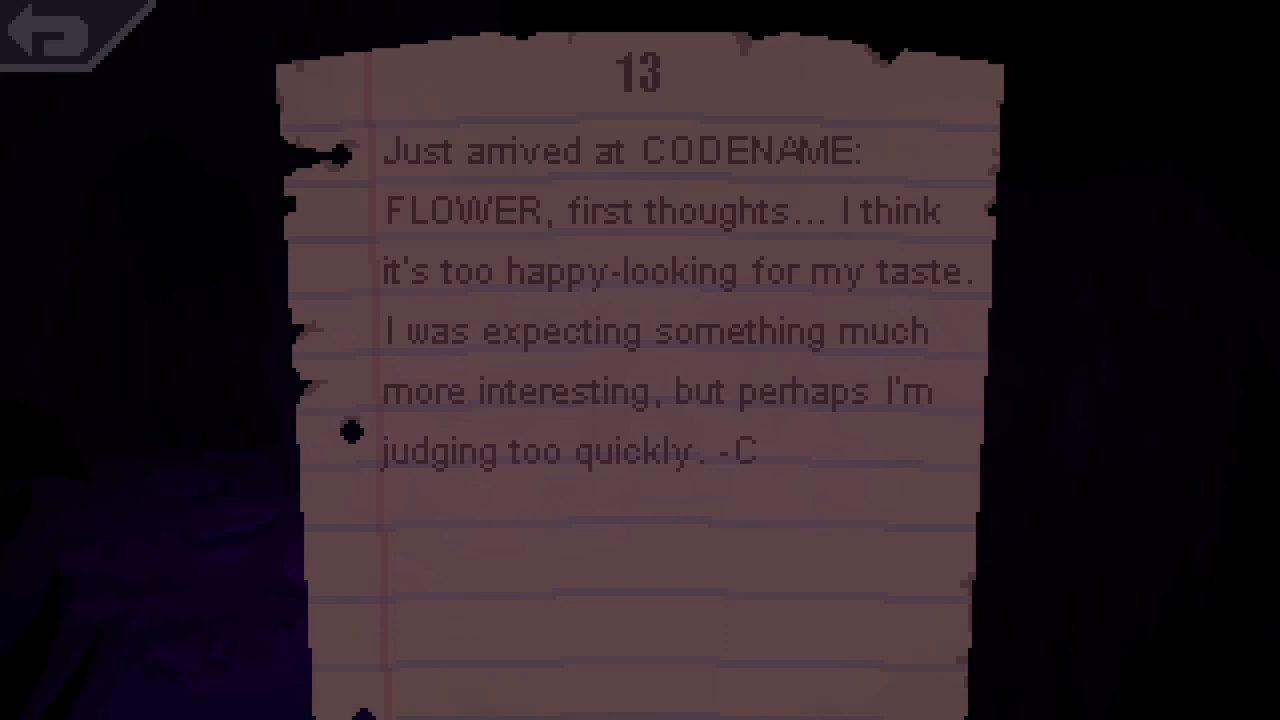 13
Just arrived at CODENAME:
FLOWER, first thoughts... I think
it's too happy-looking for my taste.
I was expecting something much
more interesting, but perhaps I'm
judging too quickly. -C